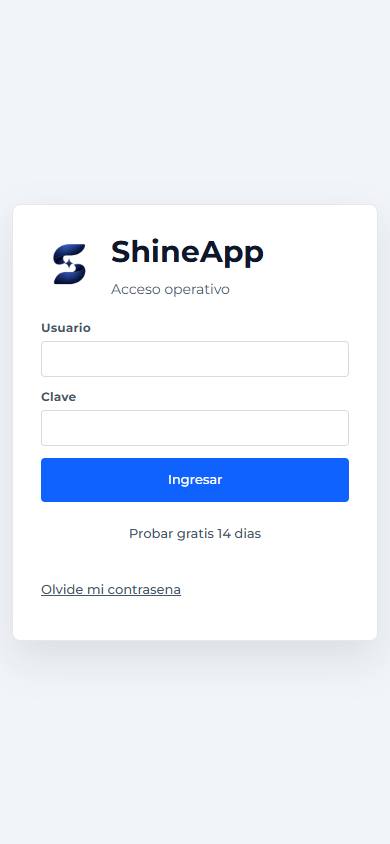 ShineApp
Acceso operativo
Usuario
Clave
Ingresar
Probar gratis 14 dias
Olvide mi contrasena